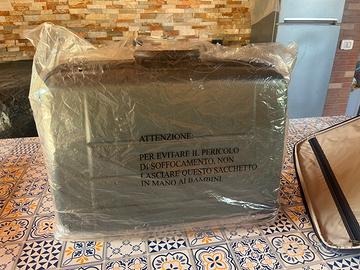 ATTENZIONE:
PER EVITARE IL PERICOLO
DI SOFFOCAMENTO, NON
LASCIARE QUESTO SACCHETTO
IN MANO AI BAMBINI.